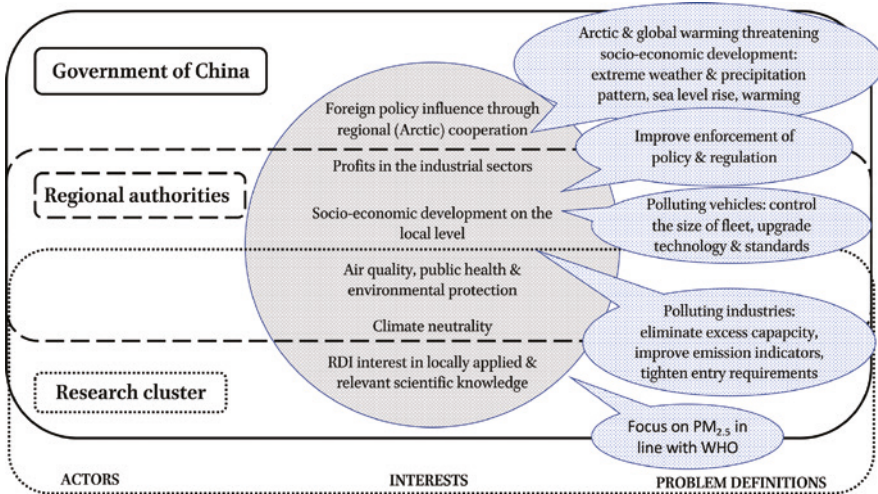 Government of China
Regional authorities
Research cluster
Foreign policy influence through
regional (Arctic) cooperation
Profits in the industrial sectors
Socio-economic development on the
local level
Air quality, public health &
environmental protection
Climate neutrality
RDI interest in locally applied &
relevant scientific knowledge
Arctic & global warming threatening
socio-economic development:
extreme weather & precipitation
pattern, sea level rise, warming
Improve enforcement of
policy & regulation
Polluting vehicles: control
the size of fleet, upgrade
technology & standards
Polluting industries:
eliminate excess capapcity,
improve emission indicators,
tighten entry requirements
Focus on PM2.5 in
line with WHO
ACTORS
INTERESTS
PROBLEM DEFINITIONS